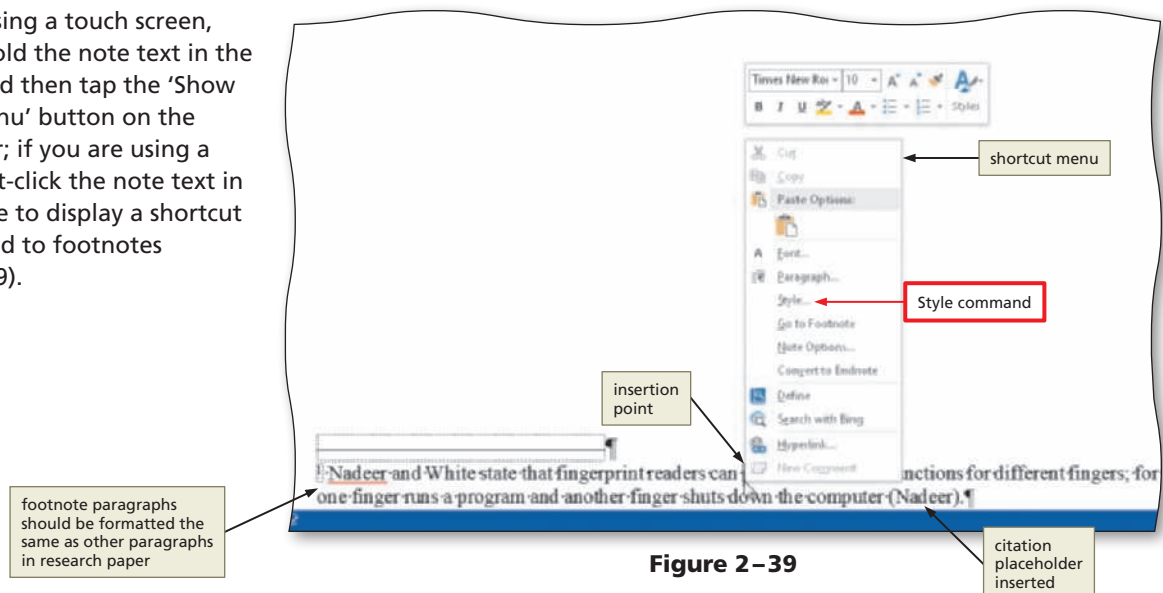 sing a touch screen,
old the note text in the
d then tap the ‘Show
nu’ button on the
r; if you are using a
t-click the note text in
e to display a shortcut
d to footnotes
9).
Times New Ro 10 A A A
B I U A Styles
Cut
Copy
Paste Options:
A Font...
Paragraph...
Style...
Go to Footnote
Note Options...
Convert to Endnote
Define
Search with Bing
Hyperlink...
New Comment
shortcut menu
Style command
insertion
point
1 Nadeer·and·White·state·that·fingerprint·readers·can nctions·for·different·fingers;·for
one·finger·runs·a·program·and·another·finger·shuts·down·the·computer·(Nadeer).¶
footnote paragraphs
should be formatted the
same as other paragraphs
in research paper
citation
placeholder
inserted
Figure 2–39